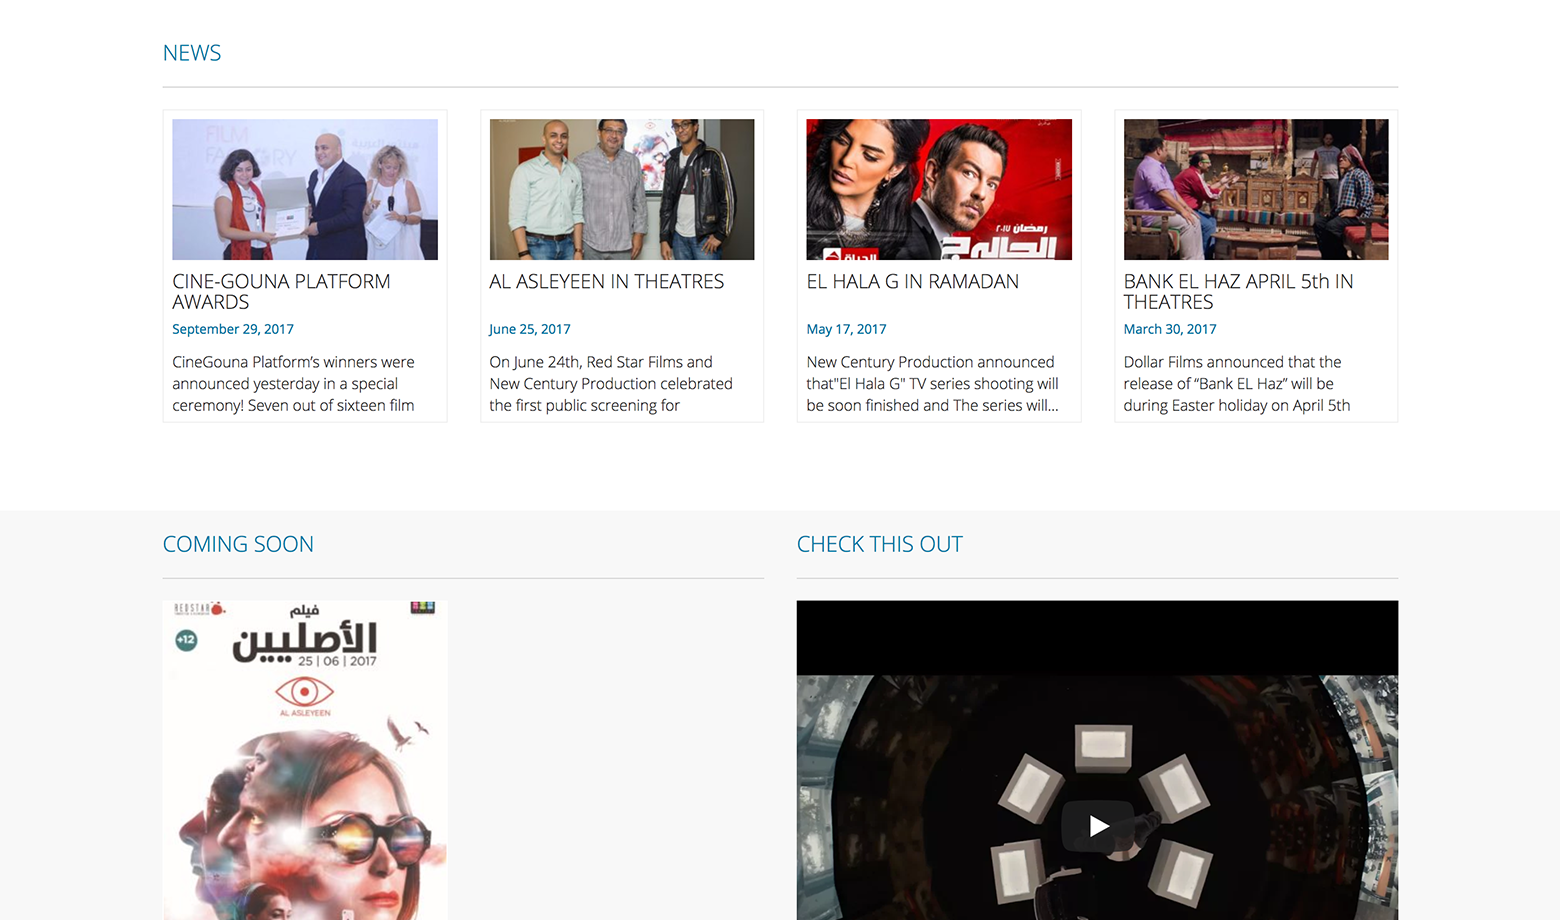 NEWS
FILM
FACTORY
CINE-GOUNA PLATFORM
AWARDS
September 29, 2017
CineGouna Platform’s winners were
announced yesterday in a special
ceremony! Seven out of sixteen film
AL ASLEYEEN IN THEATRES
June 25, 2017
On June 24th, Red Star Films and
New Century Production celebrated
the first public screening for
رمضان ٢٠١٧
الحالة ج
الحياة
EL HALA G IN RAMADAN
May 17, 2017
New Century Production announced
that"El Hala G" TV series shooting will
be soon finished and The series will...
BANK EL HAZ APRIL 5th IN
THEATRES
March 30, 2017
Dollar Films announced that the
release of “Bank EL Haz” will be
during Easter holiday on April 5th
COMING SOON
REDSTAR
+12
فيلم
الأصليين
25 | 06 | 2017
AL ASLEYEEN
CHECK THIS OUT